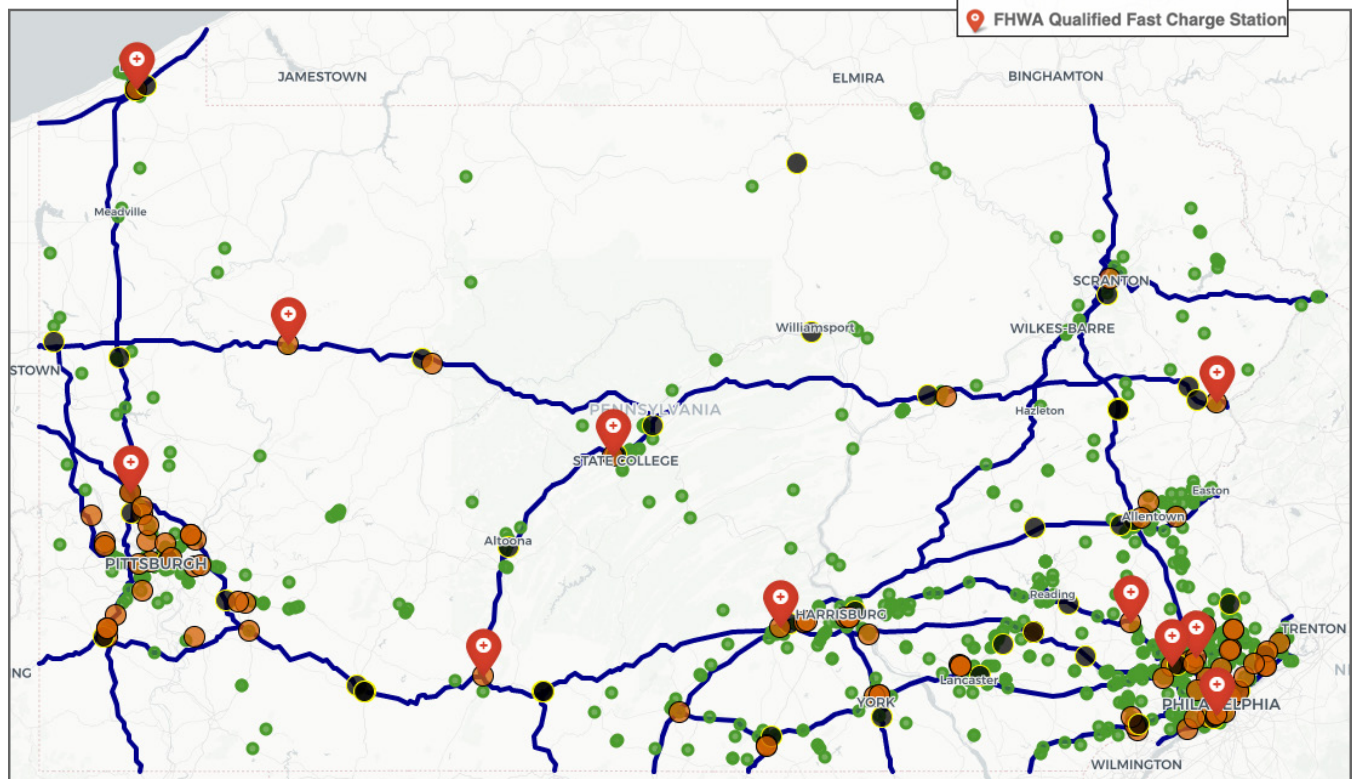 FHWA Qualified Fast Charge Station
JAMESTOWN
ELMIRA
BINGHAMTON
Meadville
SCRANTON
Williamsport
WILKES-BARRE
STOWN
PENNSYLVANIA
Hazleton
STATE COLLEGE
Easton
Allentown
Altoona
PITTSBURGH
Reading
HARRISBURG
TRENTON
NG
Lancaster
YORK
PHILADELPHIA
WILMINGTON